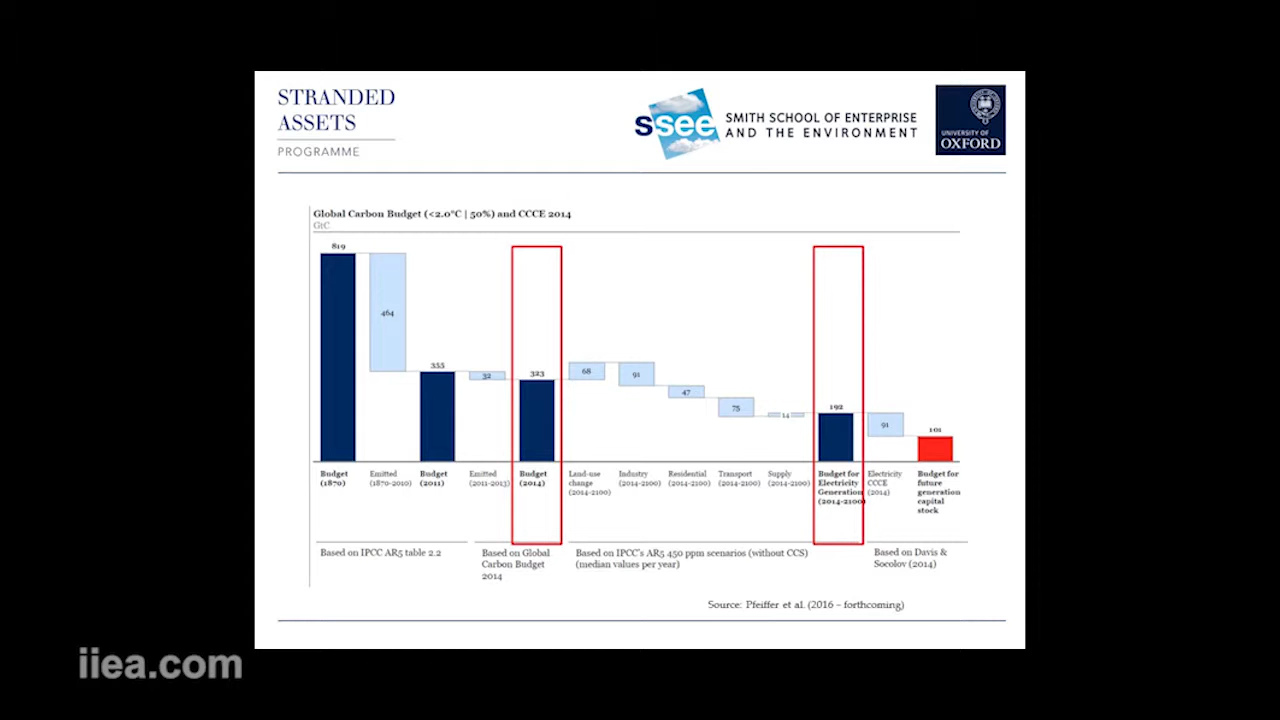 STRANDED
ASSETS
PROGRAMME
ssee
SMITH SCHOOL OF ENTERPRISE
AND THE ENVIRONMENT
UNIVERSITY OF
OXFORD
Global Carbon Budget (<2.0°C | 50%) and CCCE 2014
GtC
819
464
355
32
323
68
91
47
75
14
192
91
101
Budget
(1870)
Emitted
(1870-2010)
Budget
(2011)
Emitted
(2011-2013)
Budget
(2014)
Land-use
change
(2014-2100)
Industry
(2014-2100)
Residential
(2014-2100)
Transport
(2014-2100)
Supply
(2014-2100)
Budget for
Electricity
Generation
(2014-2100)
Electricity
CCCE
(2014)
Budget for
future
generation
capital
stock
Based on IPCC AR5 table 2.2
Based on Global
Carbon Budget
2014
Based on IPCC's AR5 450 ppm scenarios (without CCS)
(median values per year)
Based on Davis &
Socolov (2014)
Source: Pfeiffer et al. (2016 – forthcoming)
iiea.com